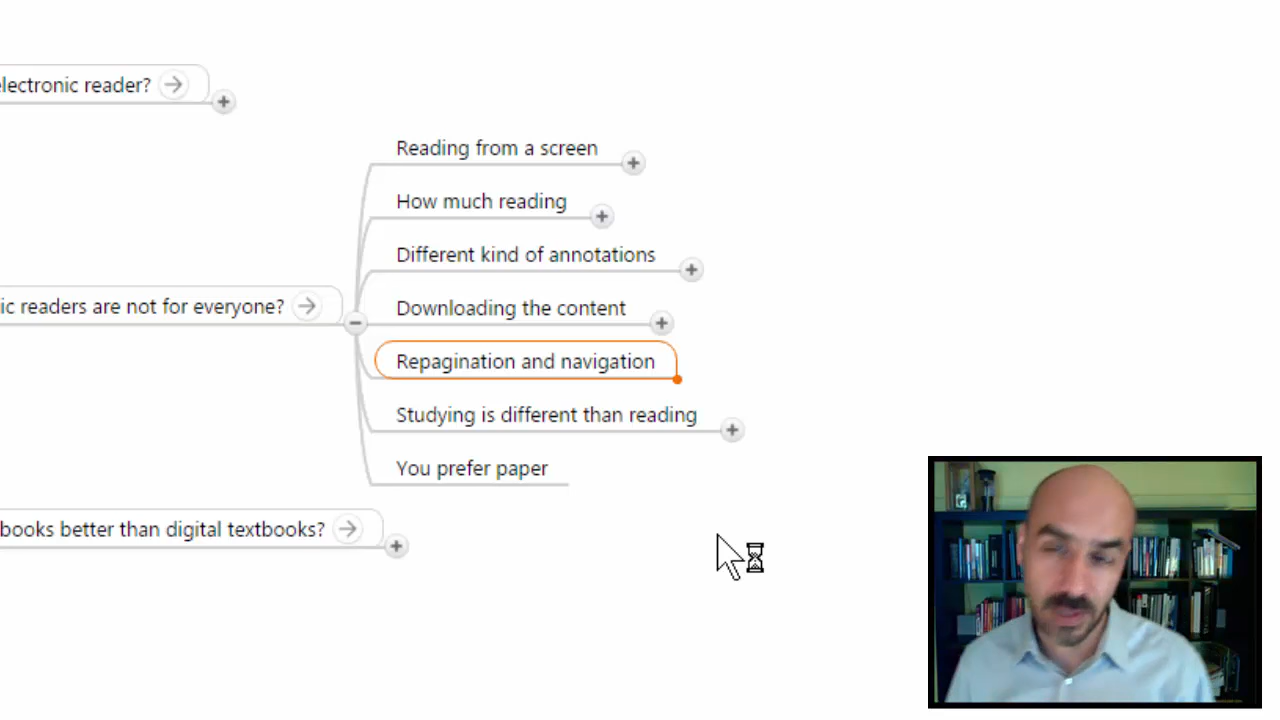 electronic reader?
Reading from a screen
How much reading
Different kind of annotations
ic readers are not for everyone?
Downloading the content
Repagination and navigation
Studying is different than reading
You prefer paper
books better than digital textbooks?